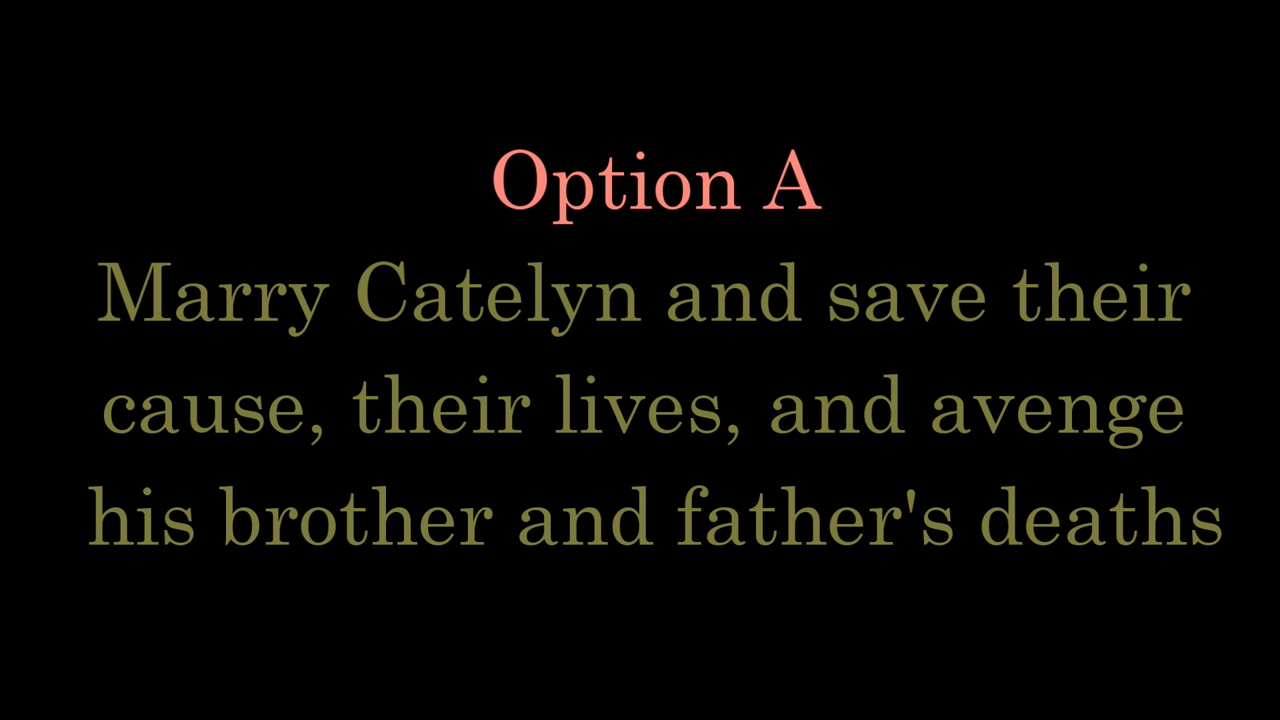 Option A
Marry Catelyn and save their
cause, their lives, and avenge
his brother and father's deaths